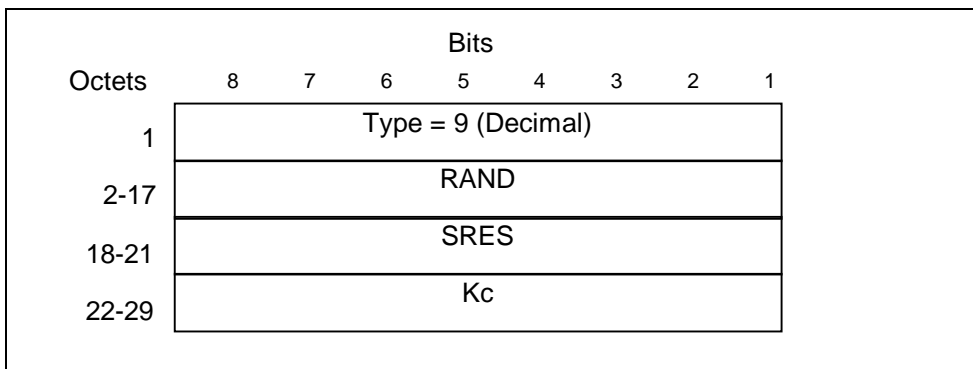 Bits
Octets 8 7 6 5 4 3 2 1
1 Type = 9 (Decimal)
2-17 RAND
18-21 SRES
22-29 Kc